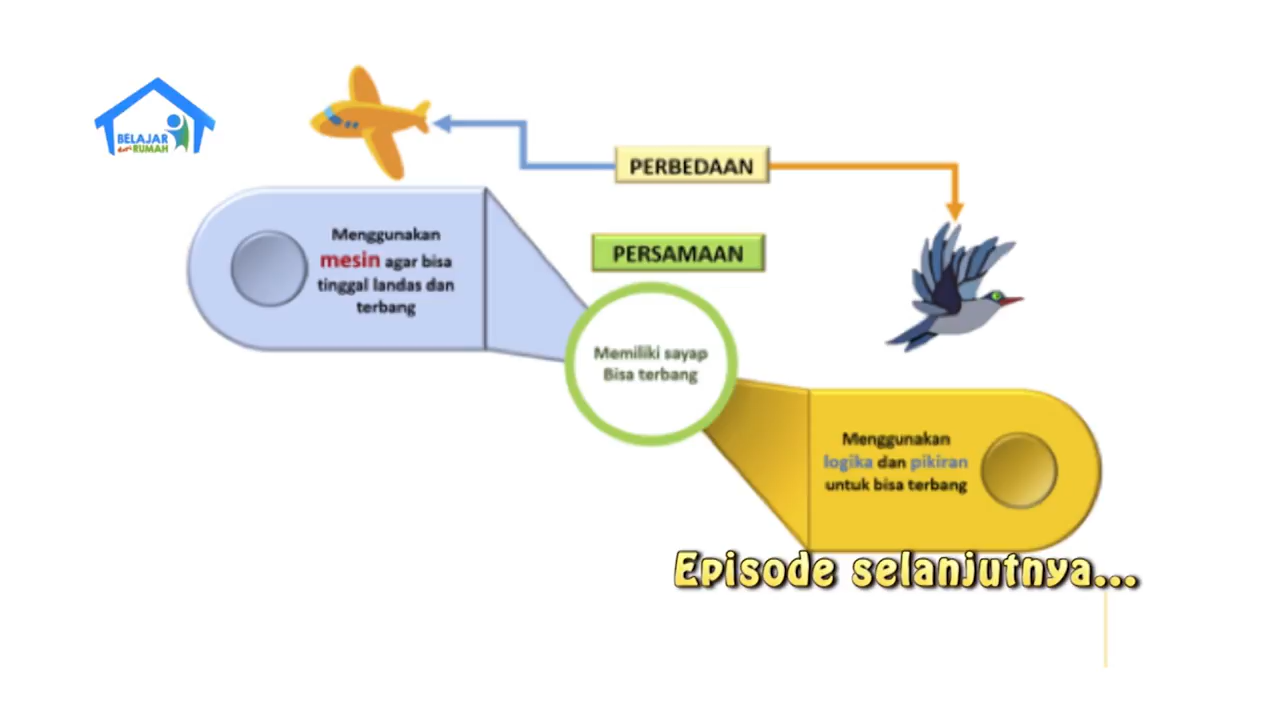 BELAJAR
dari RUMAH
PERBEDAAN
PERSAMAAN
Menggunakan
mesin agar bisa
tinggal landas dan
terbang
Memiliki sayap
Bisa terbang
Menggunakan
logika dan pikiran
untuk bisa terbang
Episode selanjutnya...